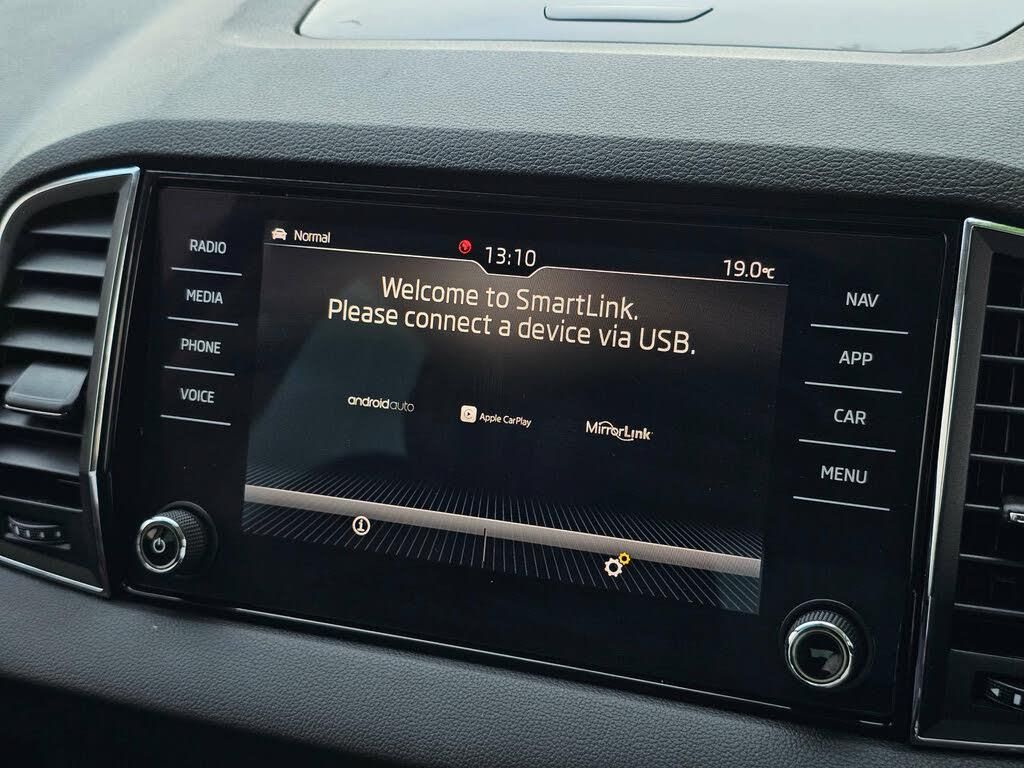 RADIO
MEDIA
PHONE
VOICE
Normal
13:10
19.0°C
Welcome to SmartLink.
Please connect a device via USB.
androidauto
Apple CarPlay
MirrorLink
NAV
APP
CAR
MENU